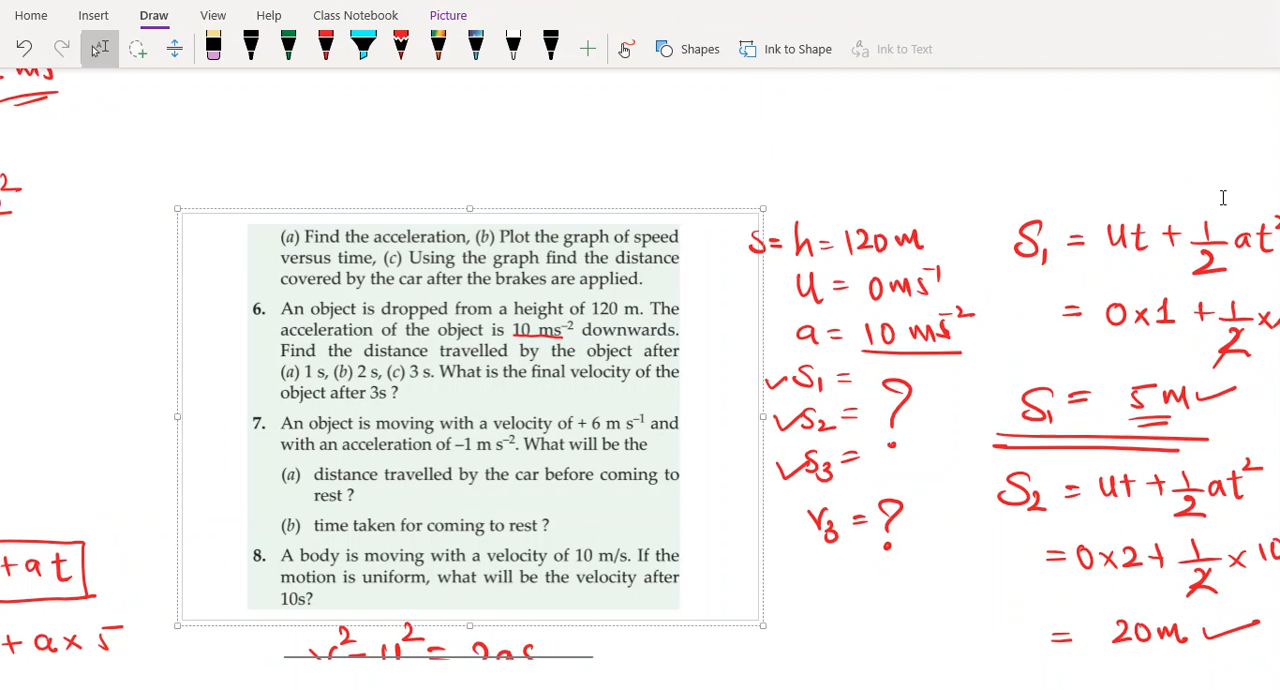 Home Insert Draw View Help Class Notebook Picture
Shapes Ink to Shape Ink to Text
(a) Find the acceleration, (b) Plot the graph of speed
versus time, (c) Using the graph find the distance
covered by the car after the brakes are applied.
6. An object is dropped from a height of 120 m. The
acceleration of the object is 10 ms⁻² downwards.
Find the distance travelled by the object after
(a) 1 s, (b) 2 s, (c) 3 s. What is the final velocity of the
object after 3s ?
7. An object is moving with a velocity of + 6 m s⁻¹ and
with an acceleration of –1 m s⁻². What will be the
(a) distance travelled by the car before coming to
rest ?
(b) time taken for coming to rest ?
8. A body is moving with a velocity of 10 m/s. If the
motion is uniform, what will be the velocity after
10s?
s = h = 120 m
u = 0 ms⁻¹
a = 10 ms⁻²
✓S₁ =
✓S₂ = ?
✓S₃ =
v₃ = ?
S₁ = ut + 1/2 at²
= 0 × 1 + 1/2 ×
S₁ = 5 m ✓
S₂ = ut + 1/2 at²
= 0 × 2 + 1/2 × 10
= 20 m ✓
+ at
+ a × 5
v² – u² = 2as